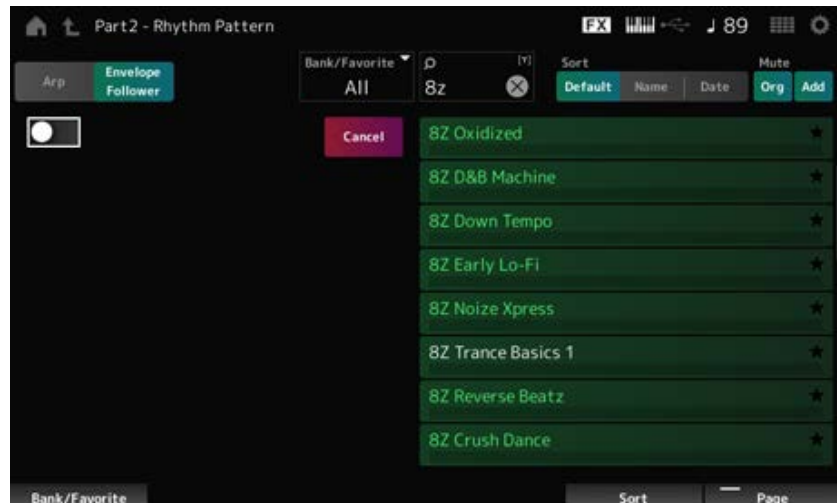 Part2 - Rhythm Pattern FX ♩ 89
Bank/Favorite [Y] Sort Mute
Arp Envelope Follower All 8z Default Name Date Org Add
Cancel
8Z Oxidized
8Z D&B Machine
8Z Down Tempo
8Z Early Lo-Fi
8Z Noize Xpress
8Z Trance Basics 1
8Z Reverse Beatz
8Z Crush Dance
Bank/Favorite Sort Page